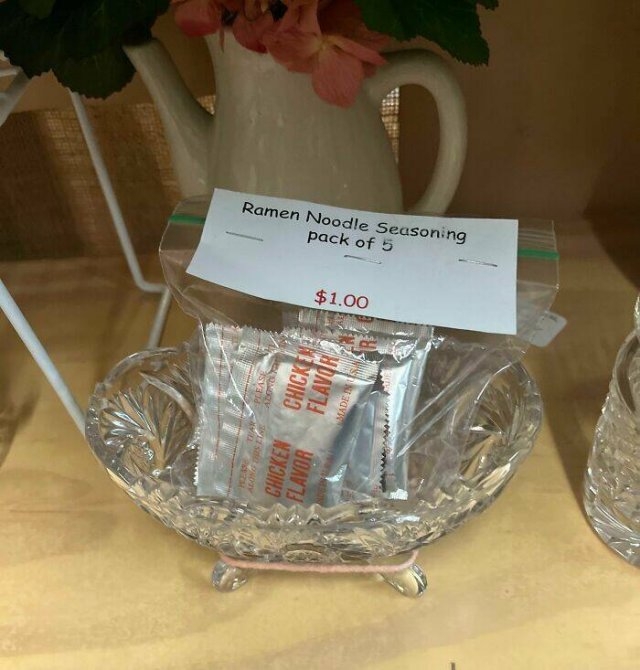 Ramen Noodle Seasoning
pack of 5
$1.00
CHICKEN
FLAVOR
CHICKEN
FLAVOR